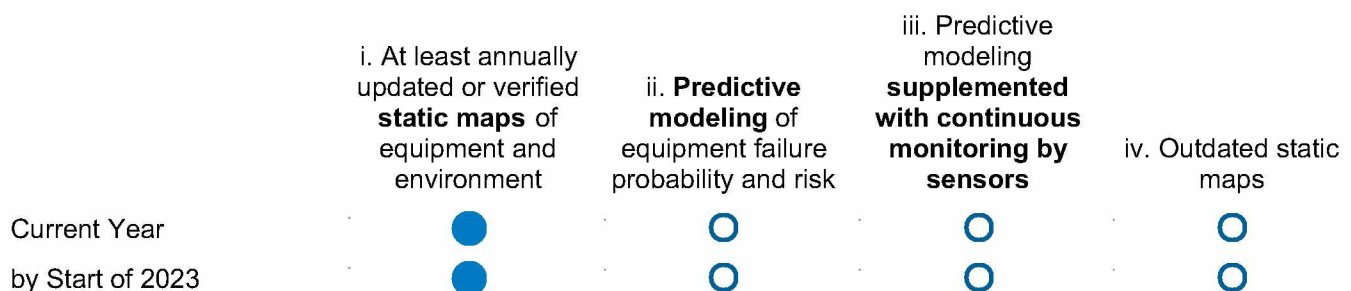 i. At least annually
updated or verified
static maps of
equipment and
environment
ii. Predictive
modeling of
equipment failure
probability and risk
iii. Predictive
modeling
supplemented
with continuous
monitoring by
sensors
iv. Outdated static
maps
Current Year
by Start of 2023